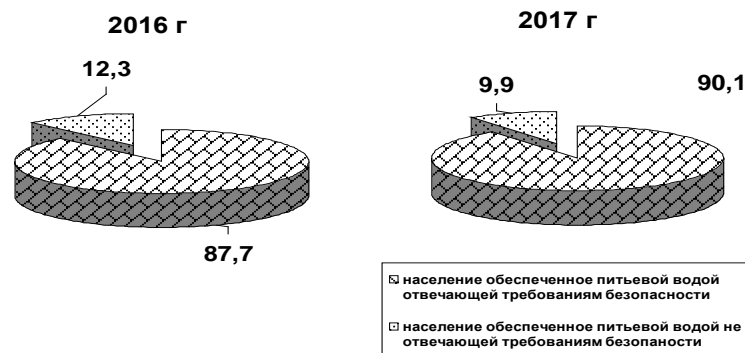 2016 г
12,3
87,7
2017 г
9,9
90,1
население обеспеченное питьевой водой
отвечающей требованиям безопасности
население обеспеченное питьевой водой не
отвечающей требованиям безопаности